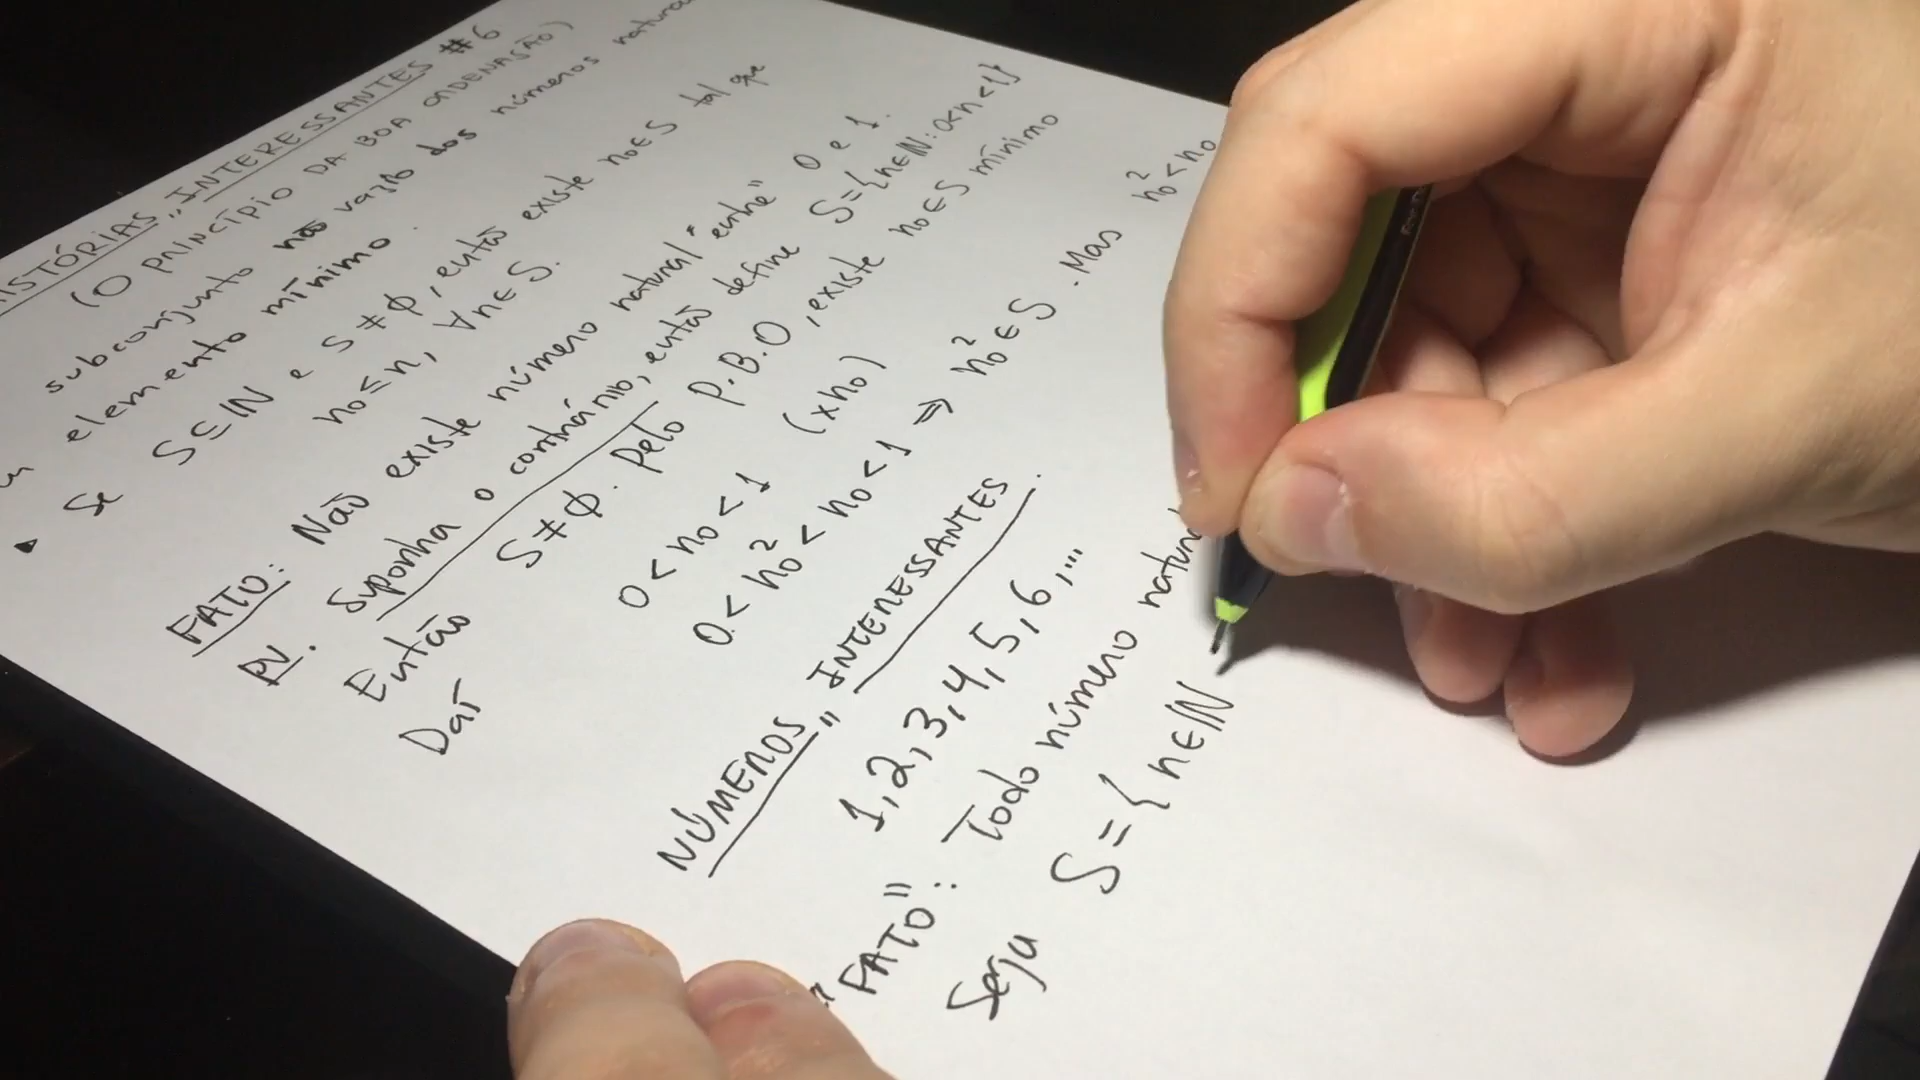 HISTÓRIAS „INTERESSANTES #6
(O PRINCÍPIO DA BOA ORDENAÇÃO)
subconjunto não vazio dos números
elemento mínimo.
▸ Se S⊆ℕ e S≠∅, então existe n₀∈S tal que
n₀≤n, ∀n∈S.
FATO: Não existe número natural "entre" 0 e 1.
PV. Suponha o contrário, então define S={n∈ℕ:0<n<1}
Então S≠∅. Pelo P.B.O, existe n₀∈S mínimo
Daí 0<n₀<1 (xn₀)
0<n₀²<n₀<1 ⇒ n₀²∈S. Mas n₀²<n₀
NÚMEROS „INTERESSANTES.
1,2,3,4,5,6,...
"FATO": Todo número
Seja S={n∈ℕ